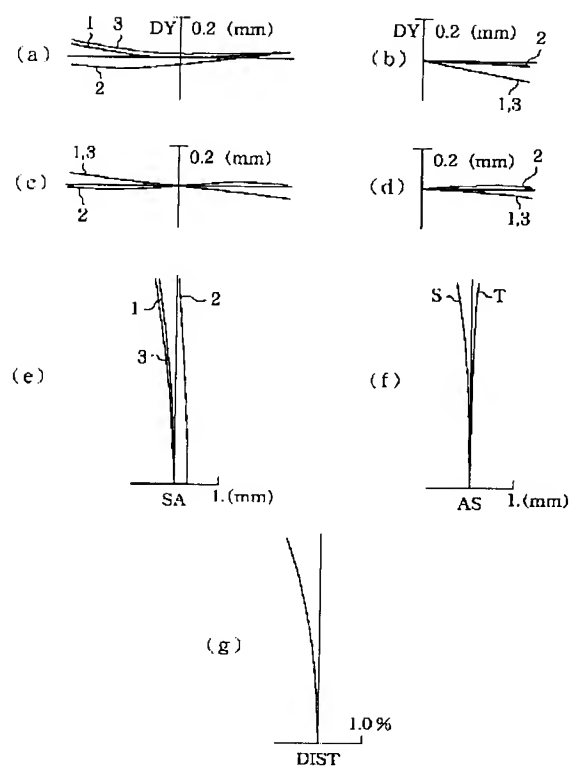 (a)
DY
0.2 (mm)
1
3
2
(b)
DY
0.2 (mm)
2
1,3
(c)
0.2 (mm)
1,3
2
(d)
0.2 (mm)
2
1,3
(e)
1
2
3
SA
1.(mm)
(f)
S
T
AS
1.(mm)
(g)
1.0%
DIST